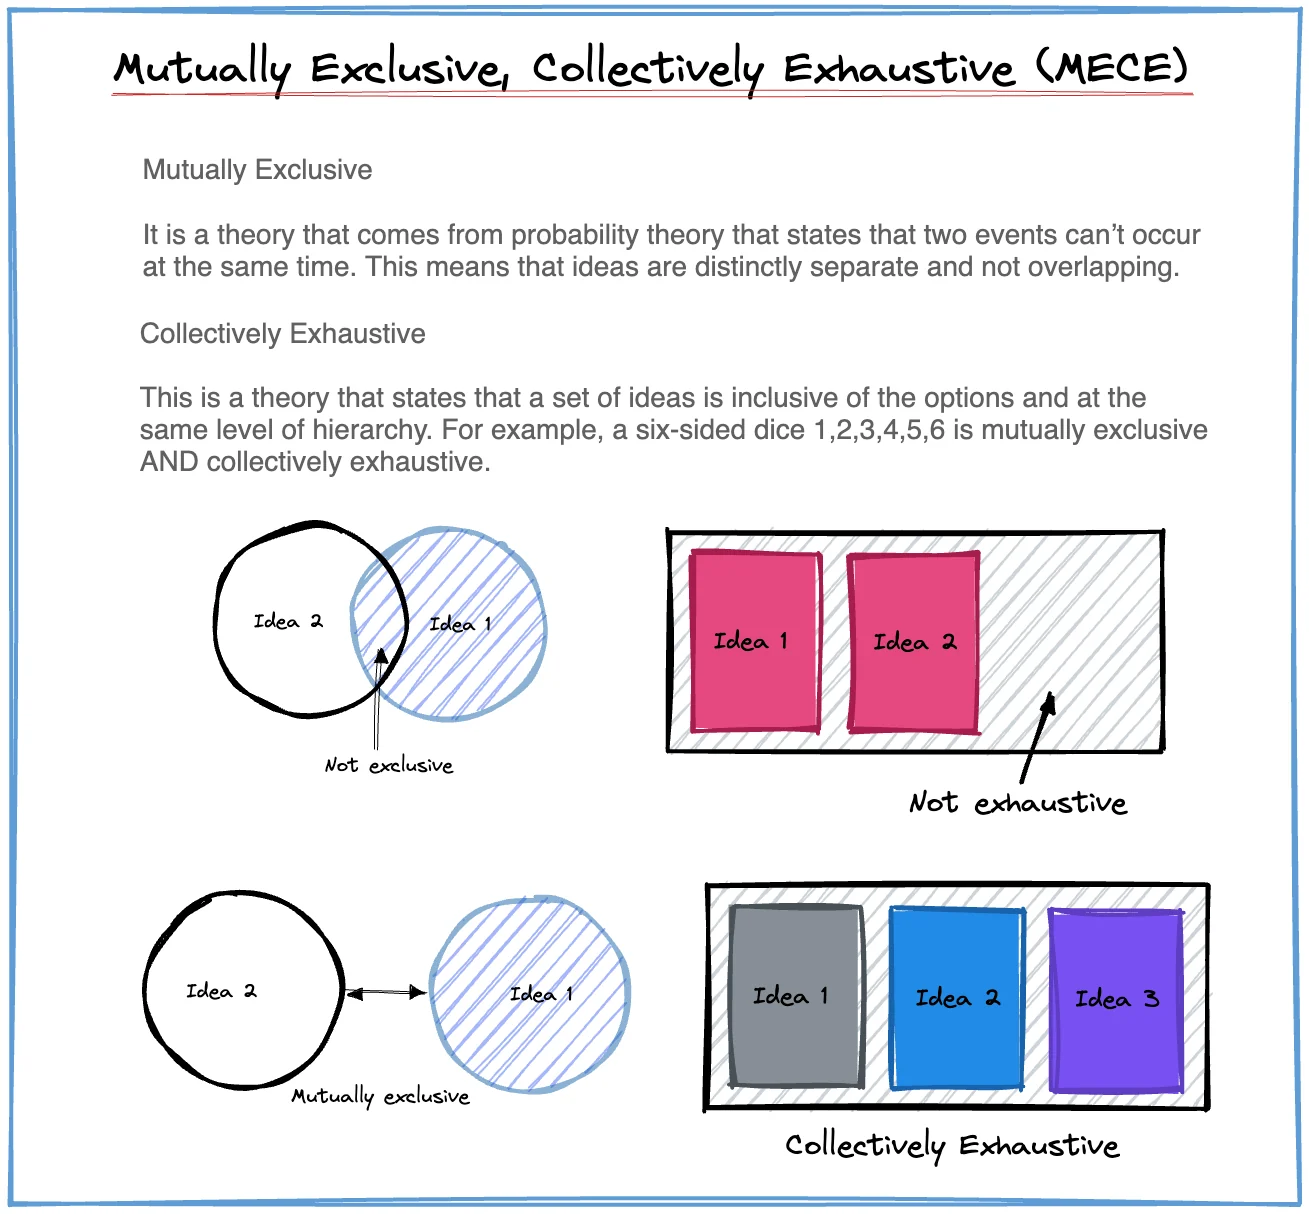 Mutually Exclusive, Collectively Exhaustive (MECE)
Mutually Exclusive
It is a theory that comes from probability theory that states that two events can’t occur
at the same time. This means that ideas are distinctly separate and not overlapping.
Collectively Exhaustive
This is a theory that states that a set of ideas is inclusive of the options and at the
same level of hierarchy. For example, a six-sided dice 1,2,3,4,5,6 is mutually exclusive
AND collectively exhaustive.
Idea 2
Idea 1
Not exclusive
Idea 1
Idea 2
Not exhaustive
Idea 2
Idea 1
Mutually exclusive
Idea 1
Idea 2
Idea 3
Collectively Exhaustive